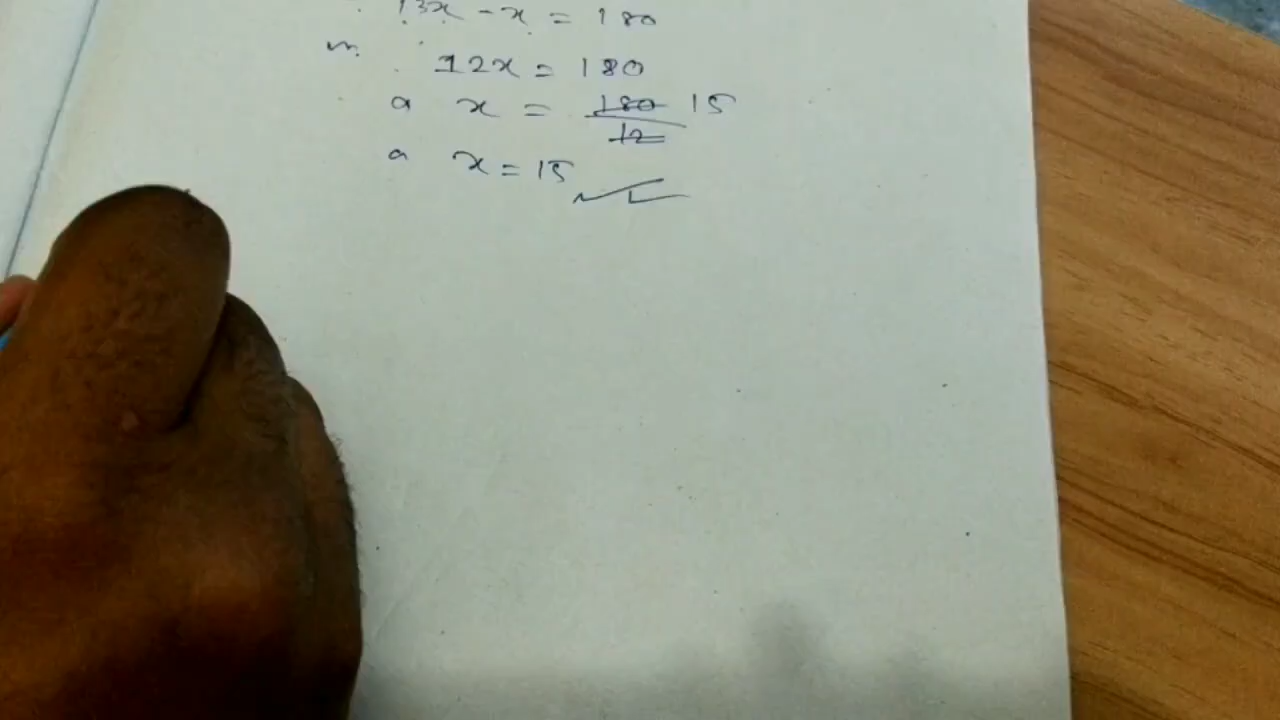 13x - x = 180
12x = 180
x = 180/12 15
x = 15